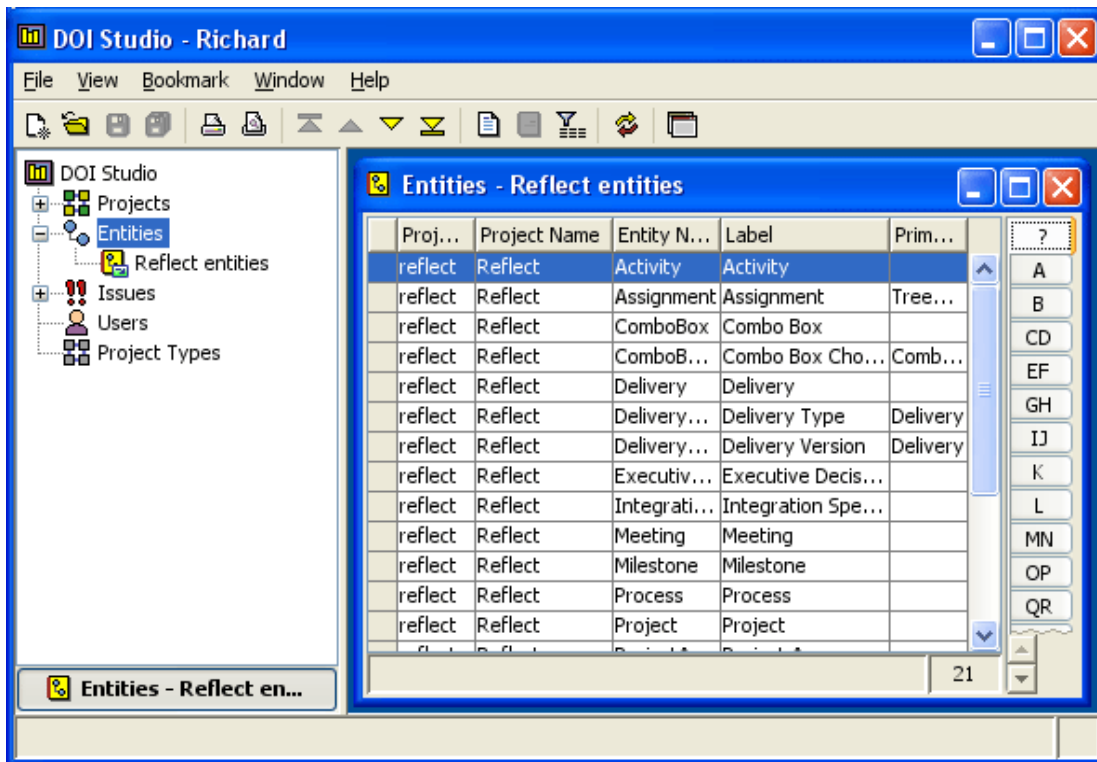 DOI Studio - Richard
File View Bookmark Window Help
DOI Studio
Projects
Entities
Reflect entities
Issues
Users
Project Types
Entities - Reflect en...
Entities - Reflect entities
Proj... Project Name Entity N... Label Prim...
reflect Reflect Activity Activity
reflect Reflect Assignment Assignment Tree...
reflect Reflect ComboBox Combo Box
reflect Reflect ComboB... Combo Box Cho... Comb...
reflect Reflect Delivery Delivery
reflect Reflect Delivery... Delivery Type Delivery
reflect Reflect Delivery... Delivery Version Delivery
reflect Reflect Executiv... Executive Decis...
reflect Reflect Integrati... Integration Spe...
reflect Reflect Meeting Meeting
reflect Reflect Milestone Milestone
reflect Reflect Process Process
reflect Reflect Project Project
21
?
A
B
CD
EF
GH
IJ
K
L
MN
OP
QR